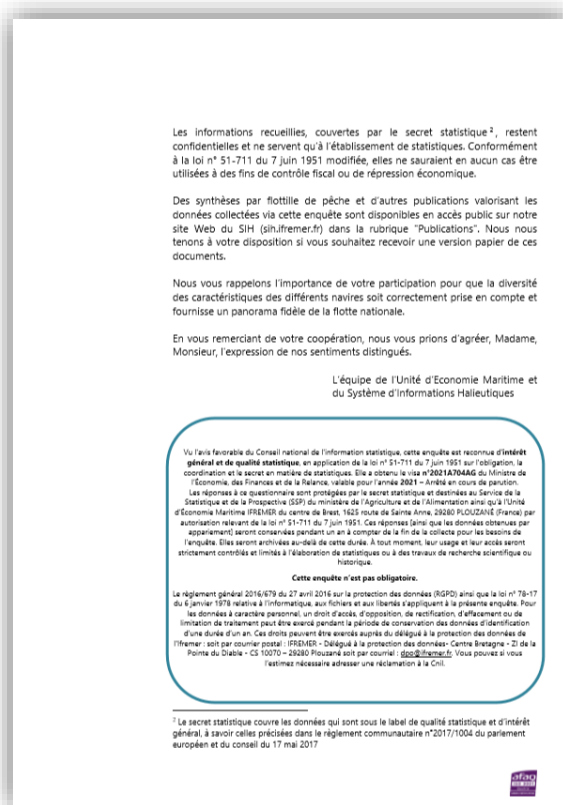 Les informations recueillies, couvertes par le secret statistique ², restent
confidentielles et ne servent qu'à l'établissement de statistiques. Conformément
à la loi n° 51-711 du 7 juin 1951 modifiée, elles ne sauraient en aucun cas être
utilisées à des fins de contrôle fiscal ou de répression économique.
Des synthèses par flottille de pêche et d'autres publications valorisant les
données collectées via cette enquête sont disponibles en accès public sur notre
site Web du SIH (sih.ifremer.fr) dans la rubrique "Publications". Nous nous
tenons à votre disposition si vous souhaitez recevoir une version papier de ces
documents.
Nous vous rappelons l'importance de votre participation pour que la diversité
des caractéristiques des différents navires soit correctement prise en compte et
fournisse un panorama fidèle de la flotte nationale.
En vous remerciant de votre coopération, nous vous prions d'agréer, Madame,
Monsieur, l'expression de nos sentiments distingués.
L'équipe de l'Unité d'Economie Maritime et
du Système d'Informations Halieutiques
Vu l'avis favorable du Conseil national de l'information statistique, cette enquête est reconnue d'intérêt
général et de qualité statistique, en application de la loi n° 51-711 du 7 juin 1951 sur l'obligation, la
coordination et le secret en matière de statistiques. Elle a obtenu le visa n°2021A704AG du Ministre de
l'Économie, des Finances et de la Relance, valable pour l'année 2021 – Arrêté en cours de parution.
Les réponses à ce questionnaire sont protégées par le secret statistique et destinées au Service de la
Statistique et de la Prospective (SSP) du ministère de l'Agriculture et de l'Alimentation ainsi qu'à l'Unité
d'Économie Maritime IFREMER du centre de Brest, 1625 route de Sainte Anne, 29280 PLOUZANÉ (France) par
autorisation relevant de la loi n° 51-711 du 7 juin 1951. Ces réponses (ainsi que les données obtenues par
appariement) seront conservées pendant un an à compter de la fin de la collecte pour les besoins de
l'enquête. Elles seront archivées au-delà de cette durée. À tout moment, leur usage et leur accès seront
strictement contrôlés et limités à l'élaboration de statistiques ou à des travaux de recherche scientifique ou
historique.
Cette enquête n'est pas obligatoire.
Le règlement général 2016/679 du 27 avril 2016 sur la protection des données (RGPD) ainsi que la loi n° 78-17
du 6 janvier 1978 relative à l'informatique, aux fichiers et aux libertés s'appliquent à la présente enquête. Pour
les données à caractère personnel, un droit d'accès, d'opposition, de rectification, d'effacement ou de
limitation de traitement peut être exercé pendant la période de conservation des données d'identification
d'une durée d'un an. Ces droits peuvent être exercés auprès du délégué à la protection des données de
l'Ifremer : soit par courrier postal : IFREMER - Délégué à la protection des données- Centre Bretagne - ZI de la
Pointe du Diable - CS 10070 – 29280 Plouzané soit par courriel : dpo@ifremer.fr. Vous pouvez si vous
l'estimez nécessaire adresser une réclamation à la Cnil.
² Le secret statistique couvre les données qui sont sous le label de qualité statistique et d'intérêt
général, à savoir celles précisées dans le règlement communautaire n°2017/1004 du parlement
européen et du conseil du 17 mai 2017
afaq